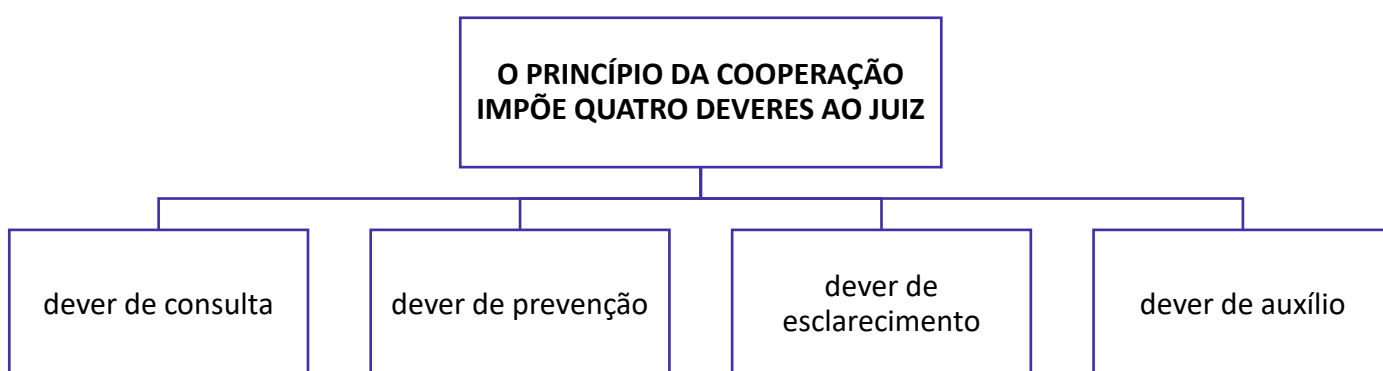 O PRINCÍPIO DA COOPERAÇÃO
IMPÕE QUATRO DEVERES AO JUIZ
dever de consulta
dever de prevenção
dever de
esclarecimento
dever de auxílio